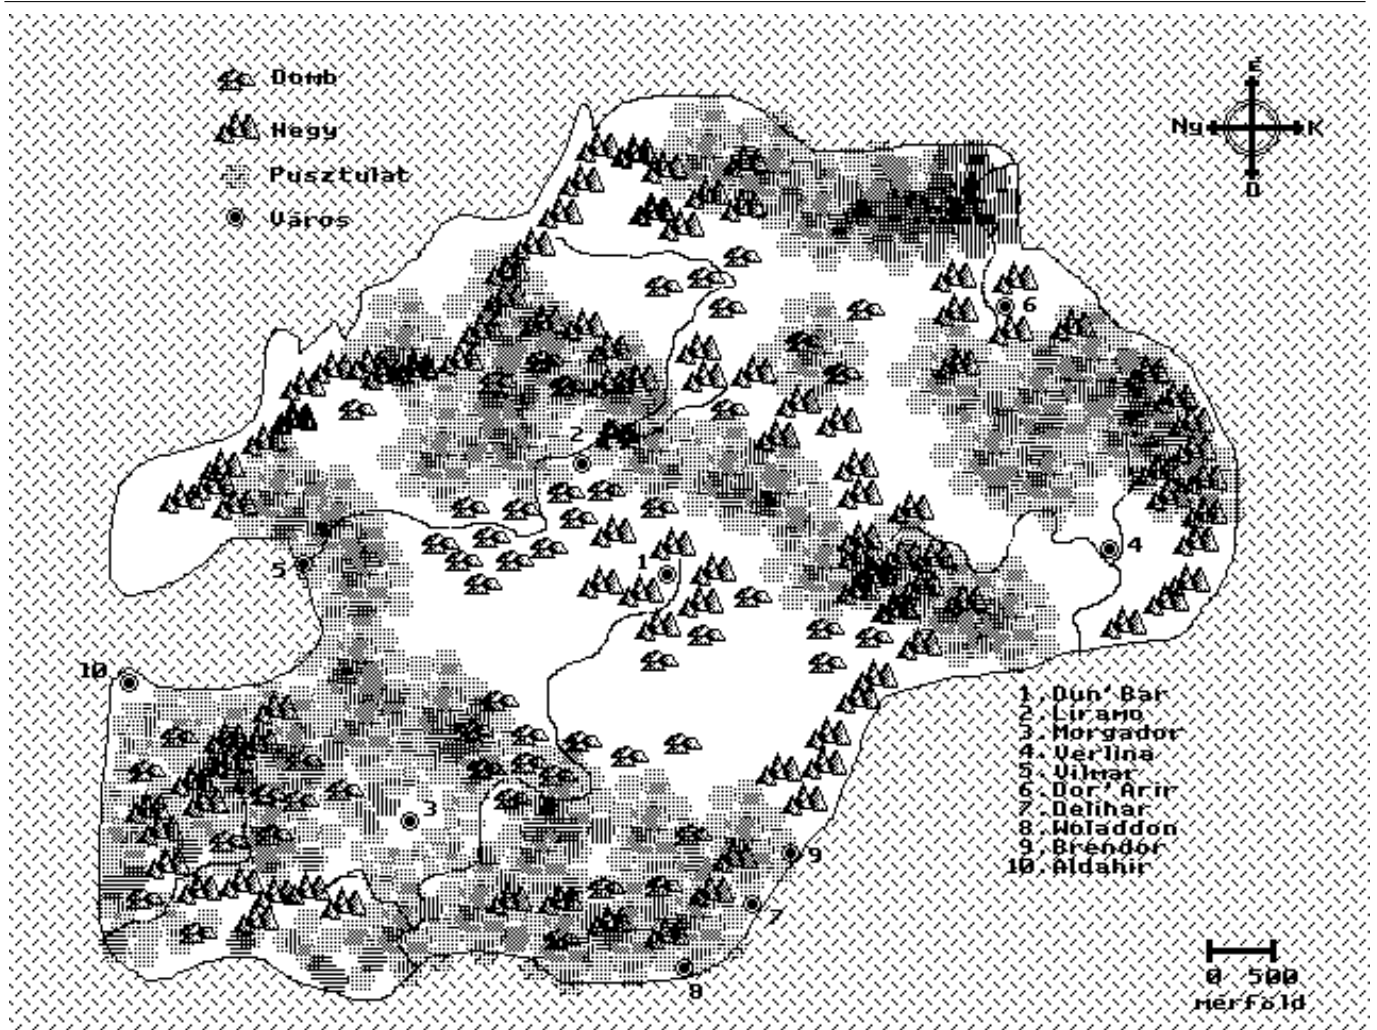 Domb
Hegy
Pusztulat
Város
É
Ny K
D
6
2
4
1
5
10
3
9
7
8
1.Dun'Bar
2.Liramo
3.Morgador
4.Verlina
5.Vilmar
6.Dor'Arir
7.Delihar
8.Woladdon
9.Brendor
10.Aldahir
0 500
mérföld